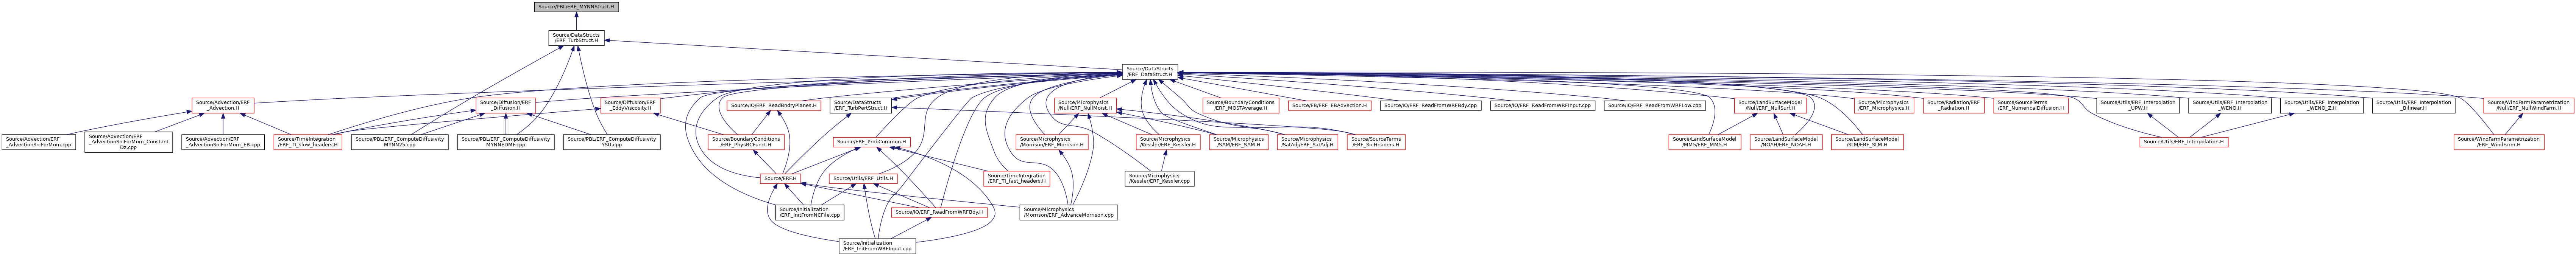 Source/PBL/ERF_MYNNStruct.H
Source/DataStructs
/ERF_TurbStruct.H
Source/DataStructs
/ERF_DataStruct.H
Source/Advection/ERF
_Advection.H
Source/Diffusion/ERF
_Diffusion.H
Source/Diffusion/ERF
_EddyViscosity.H
Source/IO/ERF_ReadBndryPlanes.H
Source/DataStructs
/ERF_TurbPertStruct.H
Source/Microphysics
/Null/ERF_NullMoist.H
Source/BoundaryConditions
/ERF_MOSTAverage.H
Source/EB/ERF_EBAdvection.H
Source/IO/ERF_ReadFromWRFBdy.cpp
Source/IO/ERF_ReadFromWRFInput.cpp
Source/IO/ERF_ReadFromWRFLow.cpp
Source/LandSurfaceModel
/Null/ERF_NullSurf.H
Source/Microphysics
/ERF_Microphysics.H
Source/Radiation/ERF
_Radiation.H
Source/SourceTerms
/ERF_NumericalDiffusion.H
Source/Utils/ERF_Interpolation
_UPW.H
Source/Utils/ERF_Interpolation
_WENO.H
Source/Utils/ERF_Interpolation
_WENO_Z.H
Source/Utils/ERF_Interpolation
_Bilinear.H
Source/WindFarmParametrization
/Null/ERF_NullWindFarm.H
Source/Advection/ERF
_AdvectionSrcForMom.cpp
Source/Advection/ERF
_AdvectionSrcForMom_Constant
Dz.cpp
Source/Advection/ERF
_AdvectionSrcForMom_EB.cpp
Source/TimeIntegration
/ERF_TI_slow_headers.H
Source/PBL/ERF_ComputeDiffusivity
MYNN25.cpp
Source/PBL/ERF_ComputeDiffusivity
MYNNEDMF.cpp
Source/PBL/ERF_ComputeDiffusivity
YSU.cpp
Source/BoundaryConditions
/ERF_PhysBCFunct.H
Source/ERF_ProbCommon.H
Source/Microphysics
/Morrison/ERF_Morrison.H
Source/Microphysics
/Kessler/ERF_Kessler.H
Source/Microphysics
/SAM/ERF_SAM.H
Source/Microphysics
/SatAdj/ERF_SatAdj.H
Source/SourceTerms
/ERF_SrcHeaders.H
Source/LandSurfaceModel
/MM5/ERF_MM5.H
Source/LandSurfaceModel
/NOAH/ERF_NOAH.H
Source/LandSurfaceModel
/SLM/ERF_SLM.H
Source/Utils/ERF_Interpolation.H
Source/WindFarmParametrization
/ERF_WindFarm.H
Source/ERF.H
Source/Utils/ERF_Utils.H
Source/TimeIntegration
/ERF_TI_fast_headers.H
Source/Microphysics
/Kessler/ERF_Kessler.cpp
Source/Initialization
/ERF_InitFromNCFile.cpp
Source/IO/ERF_ReadFromWRFBdy.H
Source/Microphysics
/Morrison/ERF_AdvanceMorrison.cpp
Source/Initialization
/ERF_InitFromWRFInput.cpp